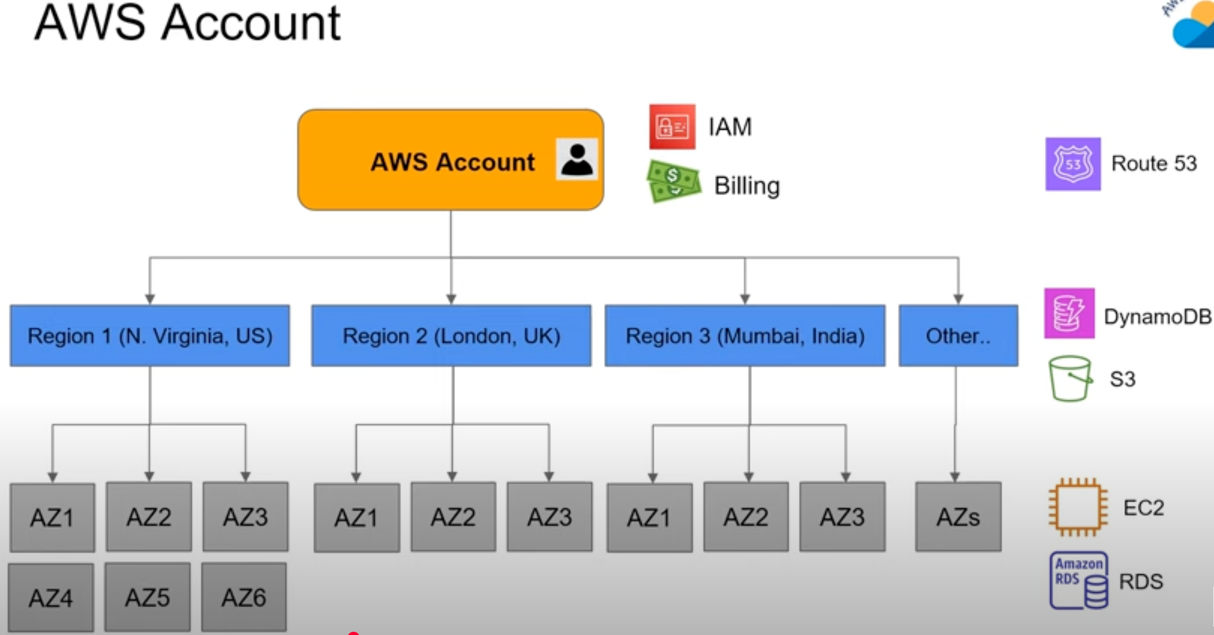 AWS Account
AWS
AWS Account
IAM
Billing
53
Route 53
Region 1 (N. Virginia, US)
Region 2 (London, UK)
Region 3 (Mumbai, India)
Other..
DynamoDB
S3
AZ1
AZ2
AZ3
AZ1
AZ2
AZ3
AZ1
AZ2
AZ3
AZs
EC2
AZ4
AZ5
AZ6
Amazon
RDS
RDS